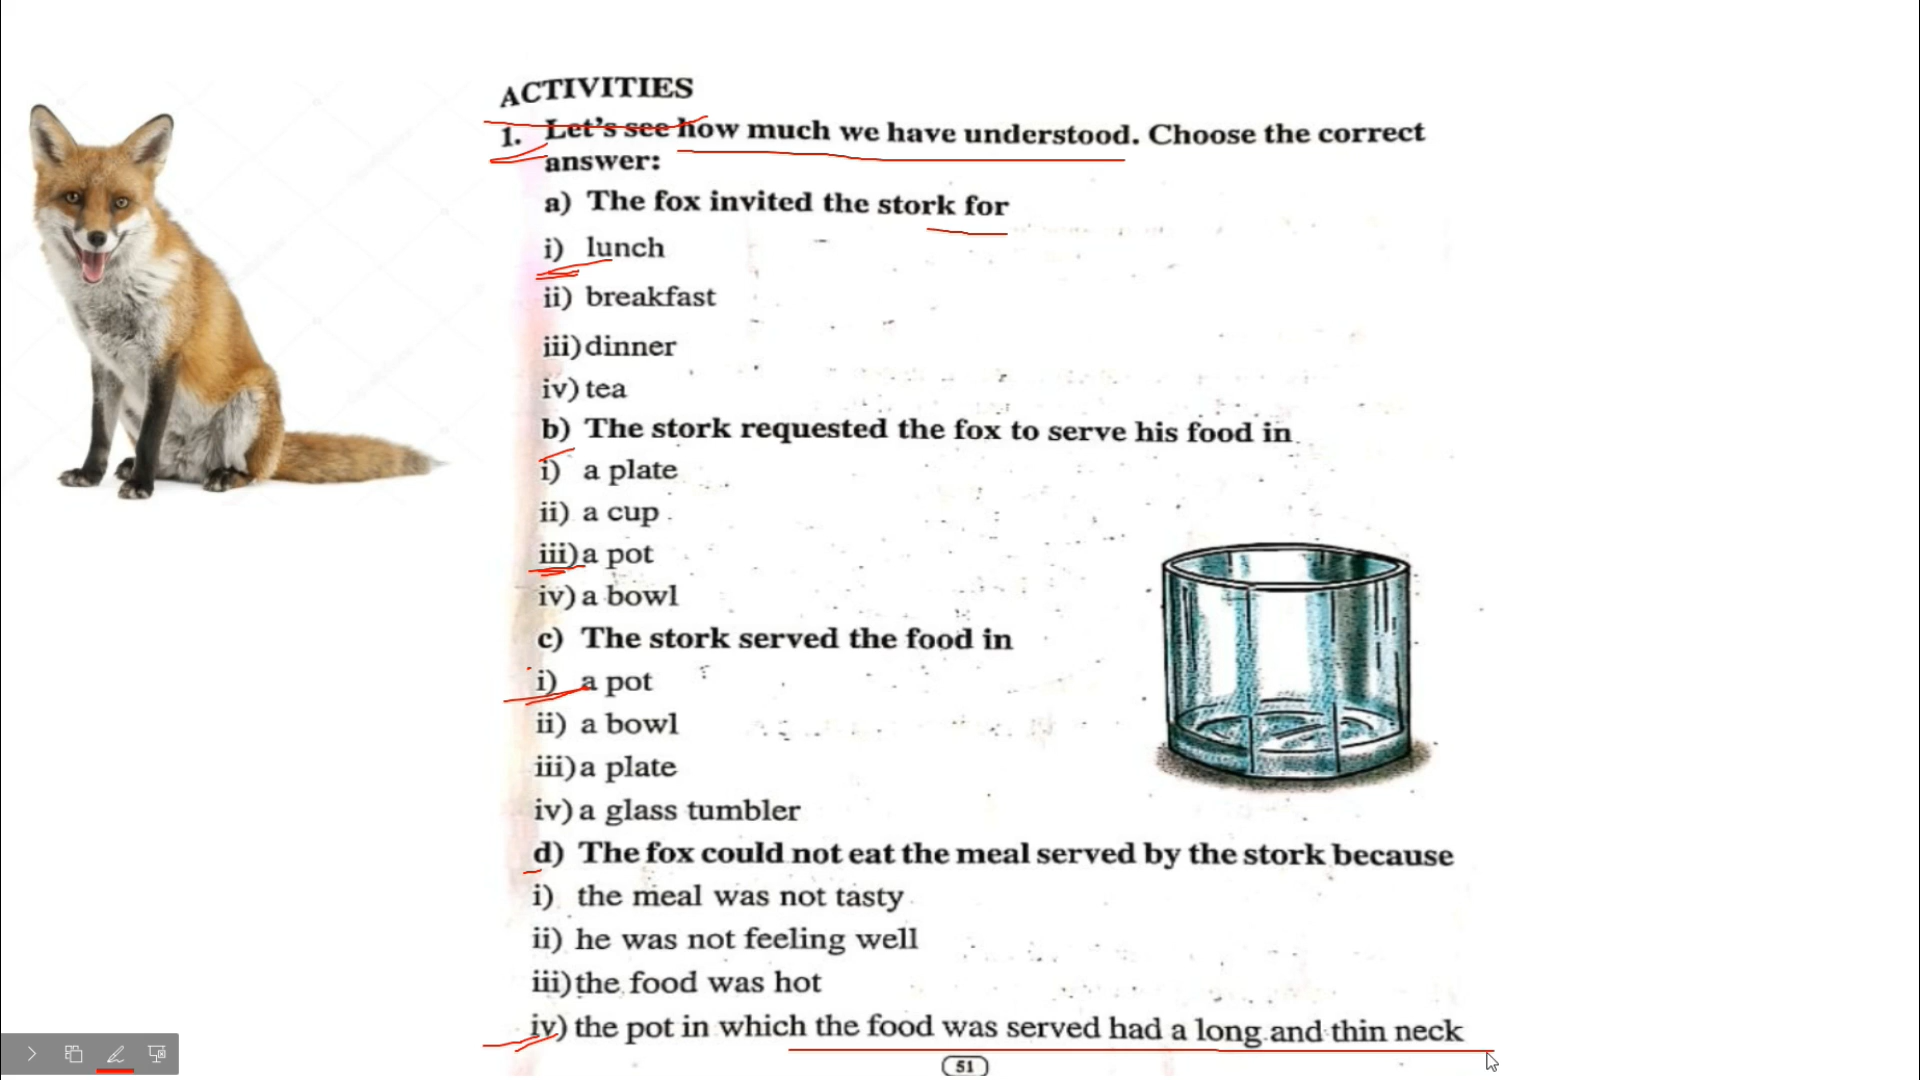 ACTIVITIES
1. Let's see how much we have understood. Choose the correct
answer:
a) The fox invited the stork for
i) lunch
ii) breakfast
iii) dinner
iv) tea
b) The stork requested the fox to serve his food in
i) a plate
ii) a cup
iii) a pot
iv) a bowl
c) The stork served the food in
i) a pot
ii) a bowl
iii) a plate
iv) a glass tumbler
d) The fox could not eat the meal served by the stork because
i) the meal was not tasty
ii) he was not feeling well
iii) the food was hot
iv) the pot in which the food was served had a long and thin neck
51